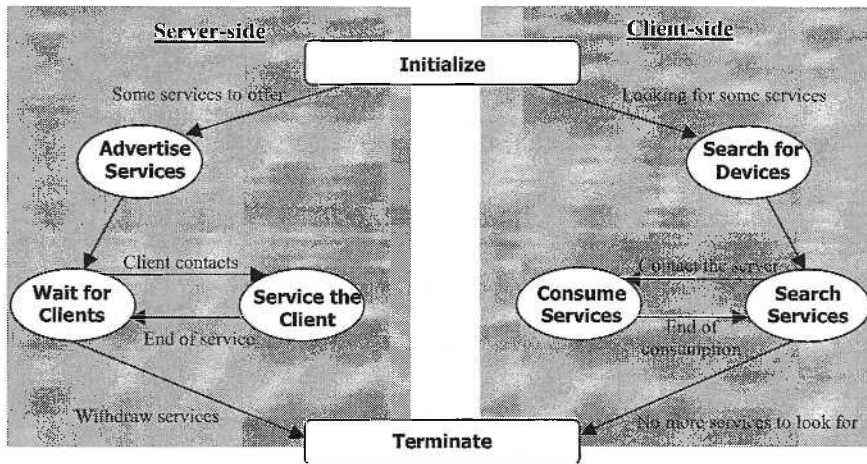 Server-side
Client-side
Initialize
Some services to offer
Looking for some services
Advertise
Services
Search for
Devices
Client contacts
Contact the server
Wait for
Clients
Service the
Client
Consume
Services
Search
Services
End of service
End of
consumption
Withdraw services
No more services to look for
Terminate